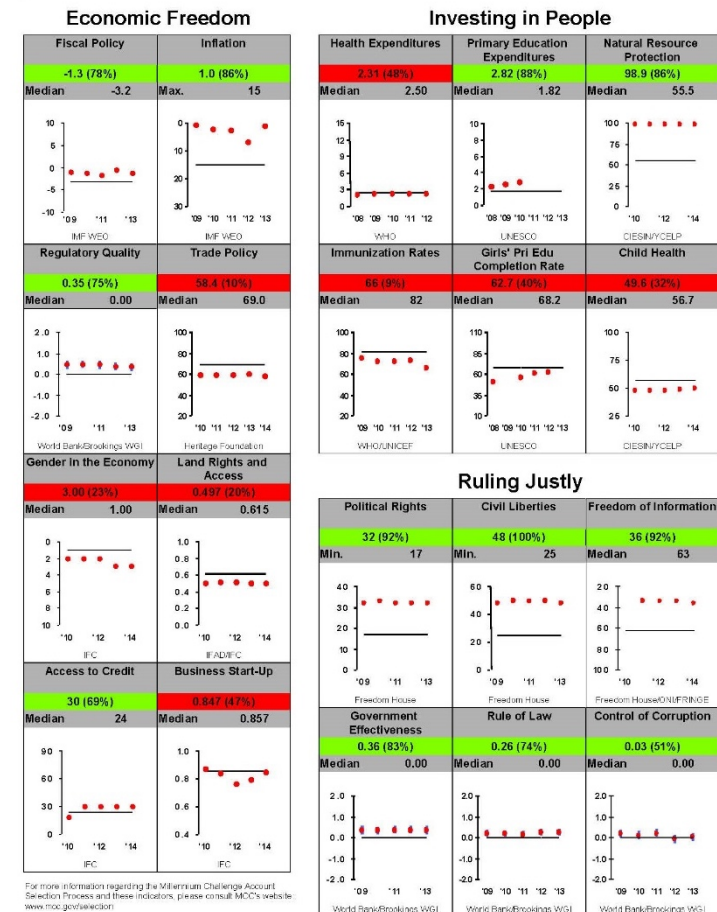 Economic Freedom
Fiscal Policy
-1.3 (78%)
Median -3.2
10
5
0
-5
-10
'09 '11 '13
IMF WEO
Inflation
1.0 (86%)
Max. 15
0
10
20
30
'09 '10 '11 '12 '13
IMF WEO
Regulatory Quality
0.35 (75%)
Median 0.00
2.0
1.0
0.0
-1.0
-2.0
'09 '11 '13
World Bank/Brookings WGI
Trade Policy
58.4 (10%)
Median 69.0
100
80
60
40
20
'10 '11 '12 '13 '14
Heritage Foundation
Gender in the Economy
3.00 (23%)
Median 1.00
0
2
4
6
8
10
'10 '12 '14
IFC
Land Rights and
Access
0.497 (20%)
Median 0.615
1.0
0.8
0.6
0.4
0.2
0.0
'10 '12 '14
IFAD/IFC
Access to Credit
30 (69%)
Median 24
90
60
30
0
'10 '12 '14
IFC
Business Start-Up
0.847 (47%)
Median 0.857
1.0
0.8
0.6
0.4
'10 '12 '14
IFC
For more information regarding the Millennium Challenge Account
Selection Process and these indicators, please consult MCC's website
www.mcc.gov/selection
Investing in People
Health Expenditures
2.31 (48%)
Median 2.50
15
12
9
6
3
0
'08 '09 '10 '11 '12
WHO
Primary Education
Expenditures
2.82 (88%)
Median 1.82
10
8
6
4
2
0
'08 '09 '10 '11 '12 '13
UNESCO
Natural Resource
Protection
98.9 (86%)
Median 55.5
100
75
50
25
0
'10 '12 '14
CIESIN/YCELP
Immunization Rates
66 (9%)
Median 82
100
80
60
40
20
'09 '10 '11 '12 '13
WHO/UNICEF
Girls' Pri Edu
Completion Rate
62.7 (40%)
Median 68.2
110
85
60
35
10
'08 '09 '10 '11 '12 '13
UNESCO
Child Health
49.6 (32%)
Median 56.7
100
75
50
25
'10 '12 '14
CIESIN/YCELP
Ruling Justly
Political Rights
32 (92%)
Min. 17
40
30
20
10
0
'09 '11 '13
Freedom House
Civil Liberties
48 (100%)
Min. 25
60
40
20
0
'09 '11 '13
Freedom House
Freedom of Information
36 (92%)
Median 63
20
40
60
80
100
'10 '12 '14
Freedom House/ONI/FRINGE
Government
Effectiveness
0.36 (83%)
Median 0.00
2.0
1.0
0.0
-1.0
-2.0
'09 '11 '13
World Bank/Brookings WGI
Rule of Law
0.26 (74%)
Median 0.00
2.0
1.0
0.0
-1.0
-2.0
'09 '10 '11 '12 '13
World Bank/Brookings WGI
Control of Corruption
0.03 (51%)
Median 0.00
2.0
1.0
0.0
-1.0
-2.0
'09 '10 '11 '12 '13
World Bank/Brookings WGI